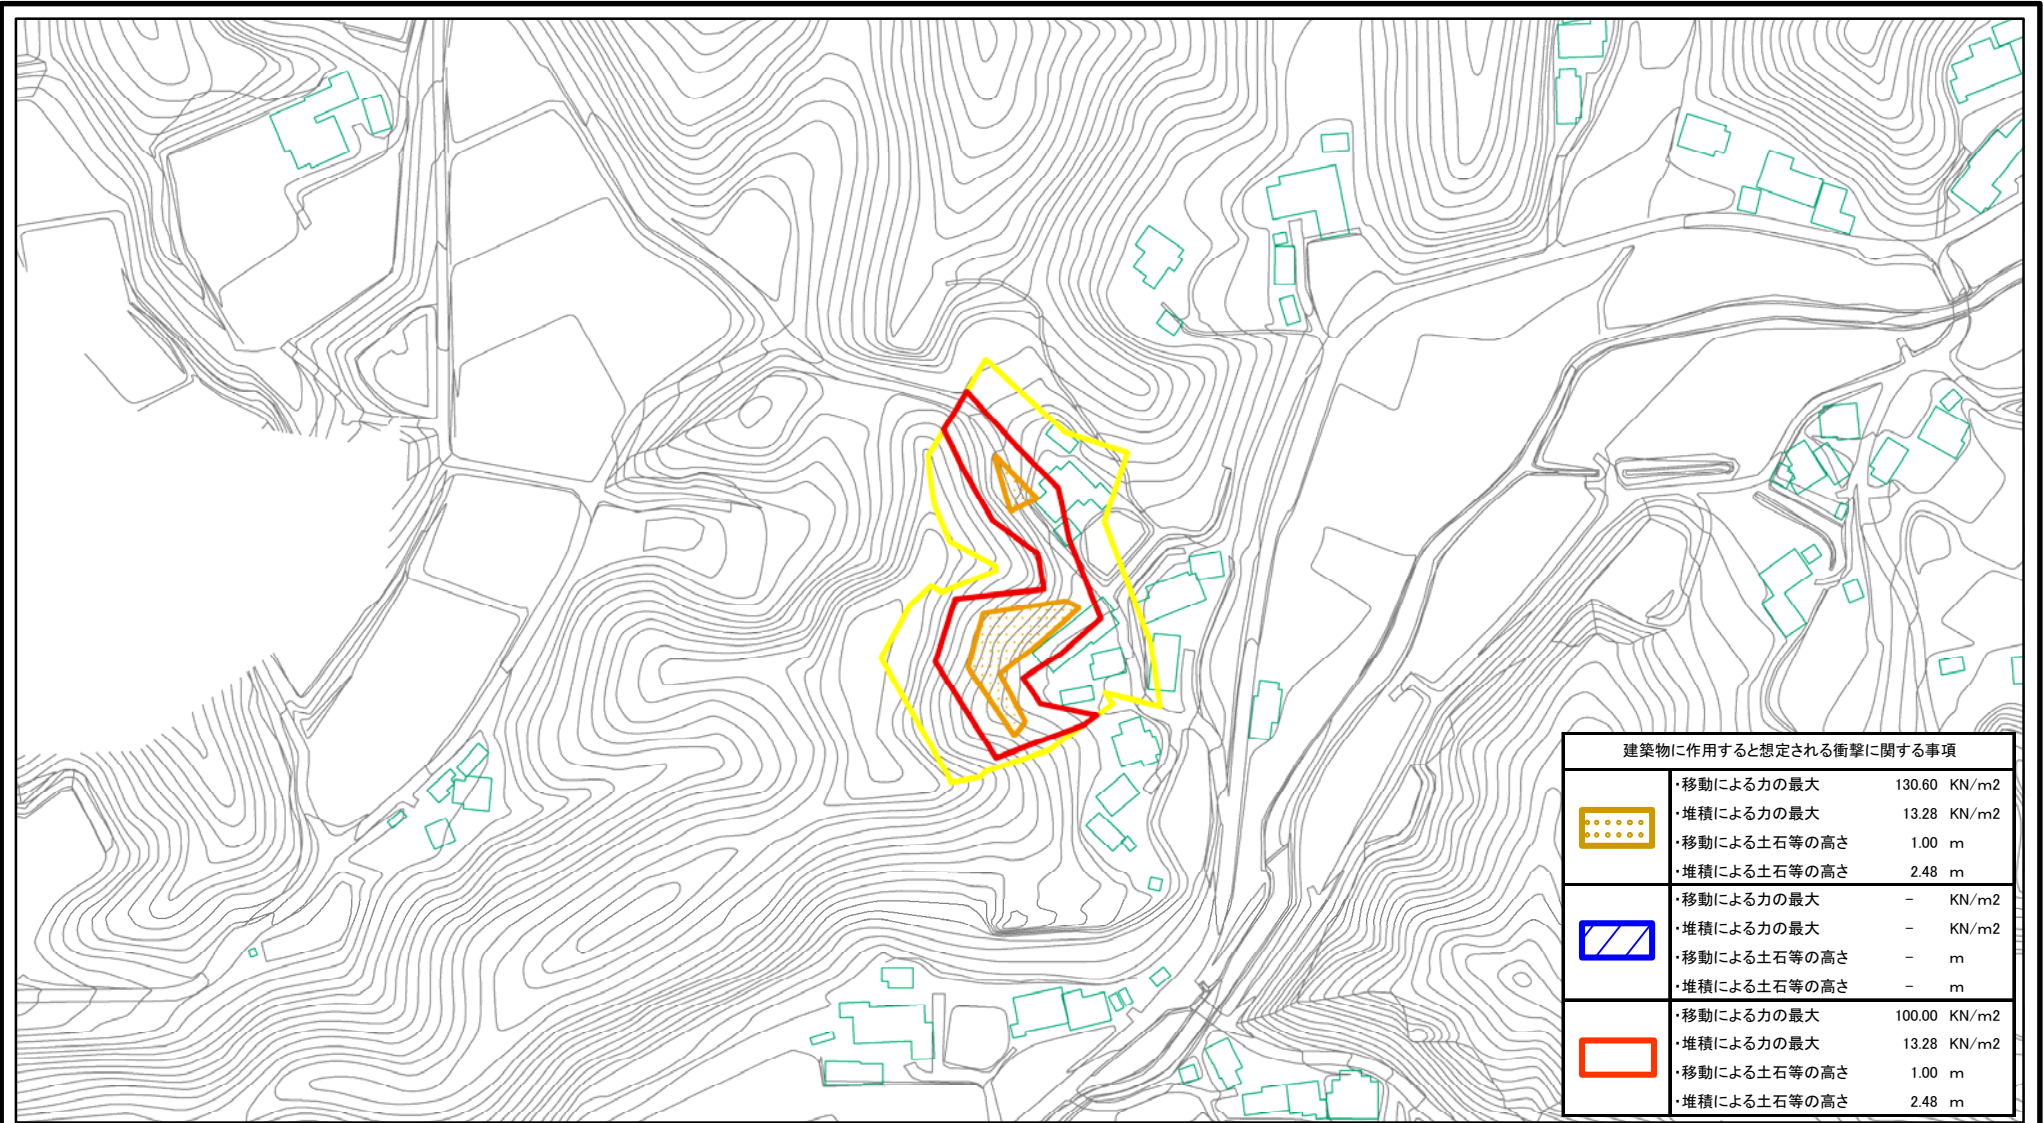 建築物に作用すると想定される衝撃に関する事項
・移動による力の最大 130.60 KN/m2
・堆積による力の最大 13.28 KN/m2
・移動による土石等の高さ 1.00 m
・堆積による土石等の高さ 2.48 m
・移動による力の最大 - KN/m2
・堆積による力の最大 - KN/m2
・移動による土石等の高さ - m
・堆積による土石等の高さ - m
・移動による力の最大 100.00 KN/m2
・堆積による力の最大 13.28 KN/m2
・移動による土石等の高さ 1.00 m
・堆積による土石等の高さ 2.48 m